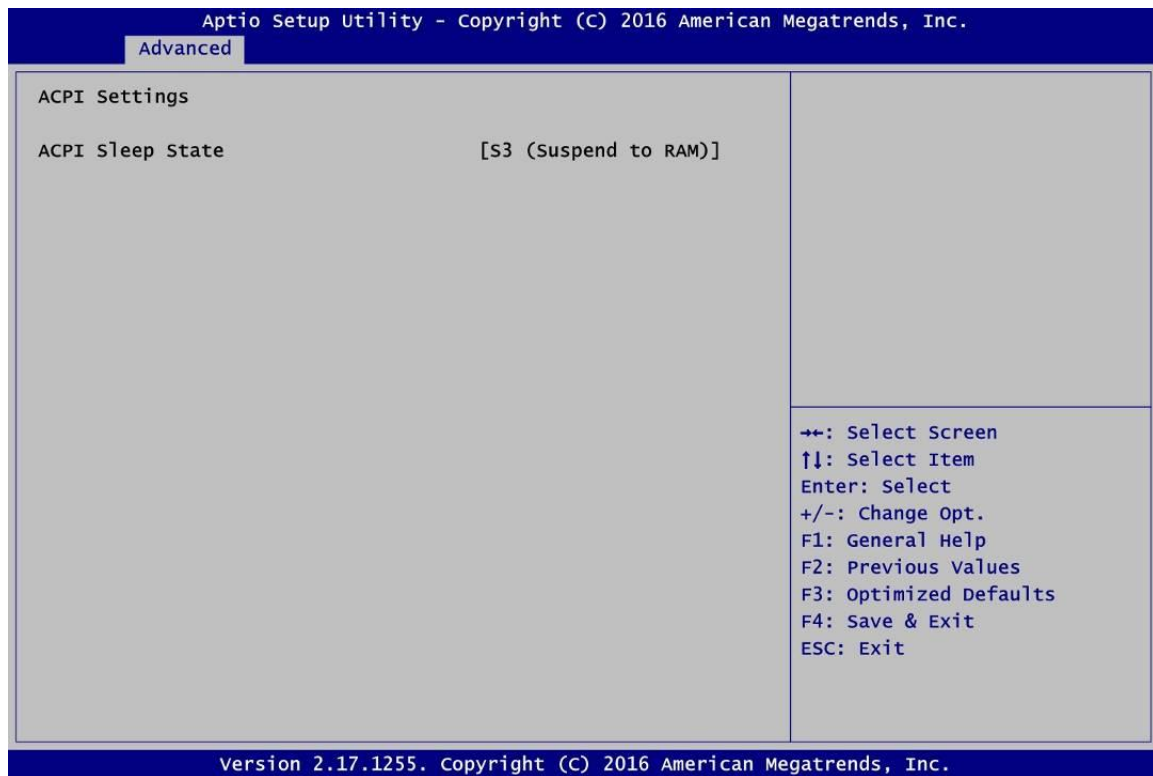 Aptio Setup Utility - Copyright (C) 2016 American Megatrends, Inc.
Advanced
ACPI Settings
ACPI Sleep State [S3 (Suspend to RAM)]
→←: Select Screen
↑↓: Select Item
Enter: Select
+/-: Change Opt.
F1: General Help
F2: Previous Values
F3: Optimized Defaults
F4: Save & Exit
ESC: Exit
Version 2.17.1255. Copyright (C) 2016 American Megatrends, Inc.